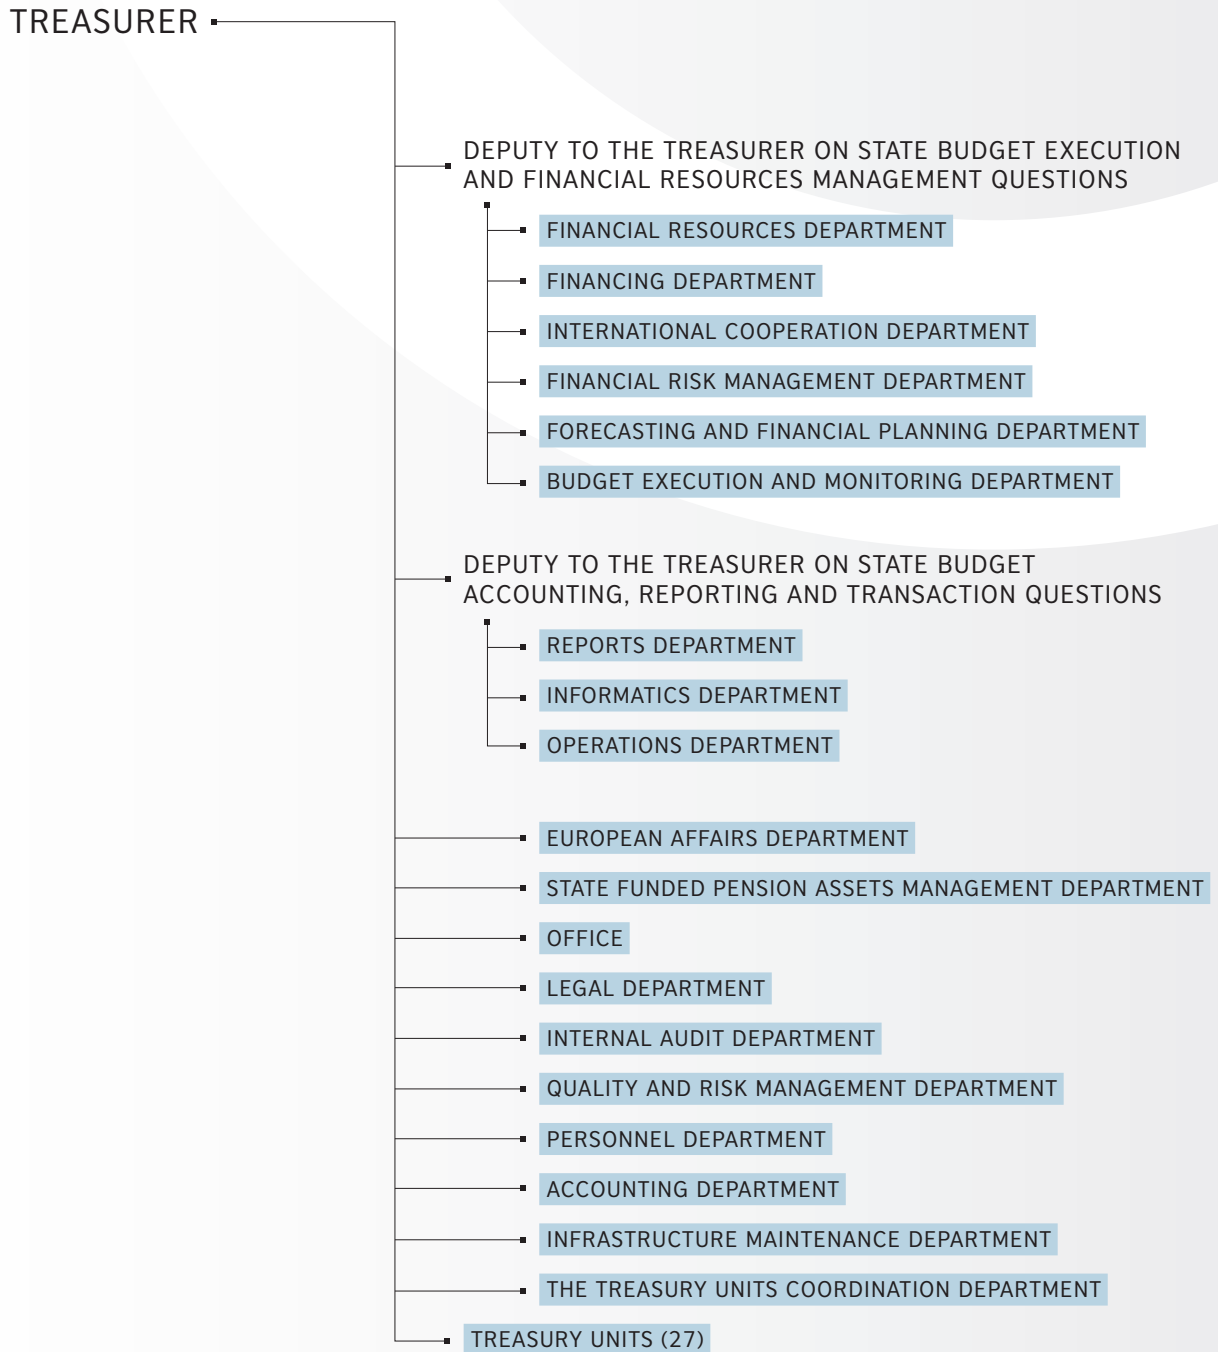 TREASURER
DEPUTY TO THE TREASURER ON STATE BUDGET EXECUTION
AND FINANCIAL RESOURCES MANAGEMENT QUESTIONS
FINANCIAL RESOURCES DEPARTMENT
FINANCING DEPARTMENT
INTERNATIONAL COOPERATION DEPARTMENT
FINANCIAL RISK MANAGEMENT DEPARTMENT
FORECASTING AND FINANCIAL PLANNING DEPARTMENT
BUDGET EXECUTION AND MONITORING DEPARTMENT
DEPUTY TO THE TREASURER ON STATE BUDGET
ACCOUNTING, REPORTING AND TRANSACTION QUESTIONS
REPORTS DEPARTMENT
INFORMATICS DEPARTMENT
OPERATIONS DEPARTMENT
EUROPEAN AFFAIRS DEPARTMENT
STATE FUNDED PENSION ASSETS MANAGEMENT DEPARTMENT
OFFICE
LEGAL DEPARTMENT
INTERNAL AUDIT DEPARTMENT
QUALITY AND RISK MANAGEMENT DEPARTMENT
PERSONNEL DEPARTMENT
ACCOUNTING DEPARTMENT
INFRASTRUCTURE MAINTENANCE DEPARTMENT
THE TREASURY UNITS COORDINATION DEPARTMENT
TREASURY UNITS (27)